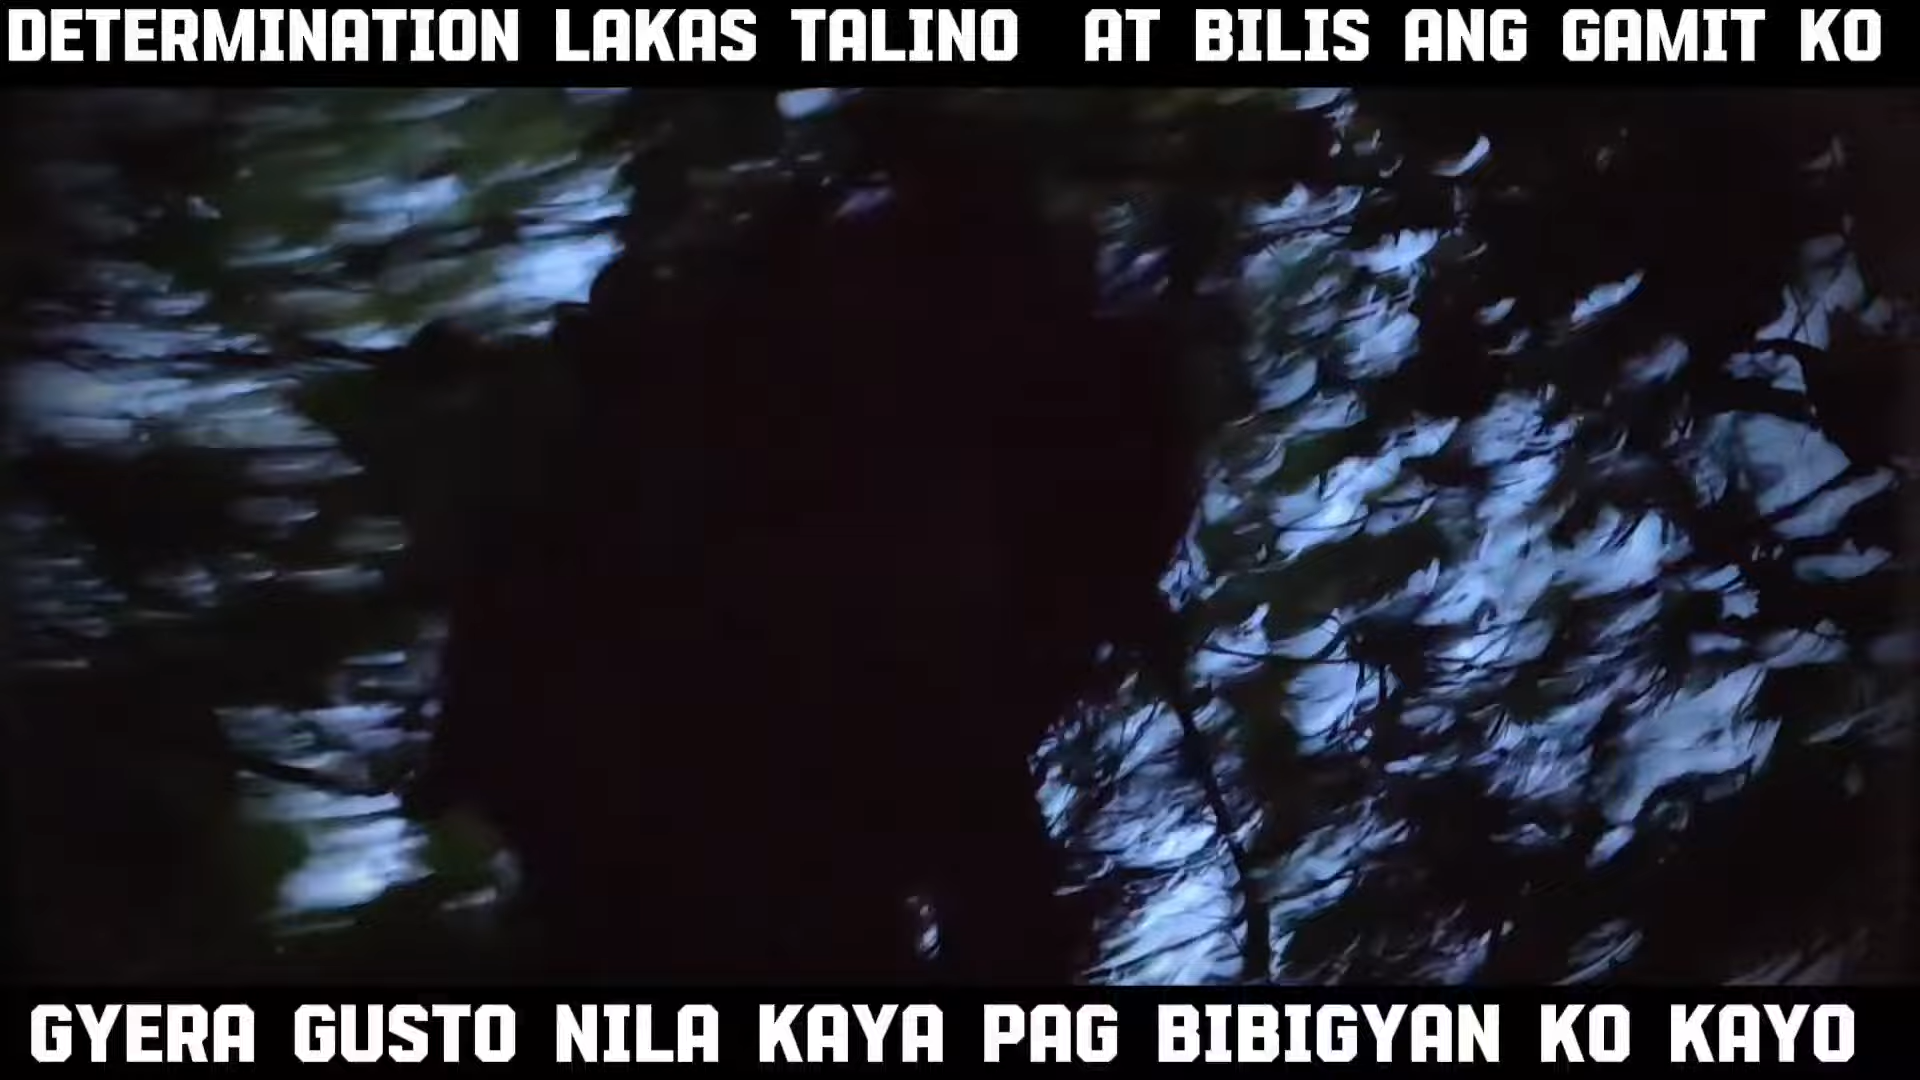 DETERMINATION LAKAS TALINO AT BILIS ANG GAMIT KO
GYERA GUSTO NILA KAYA PAG BIBIGYAN KO KAYO